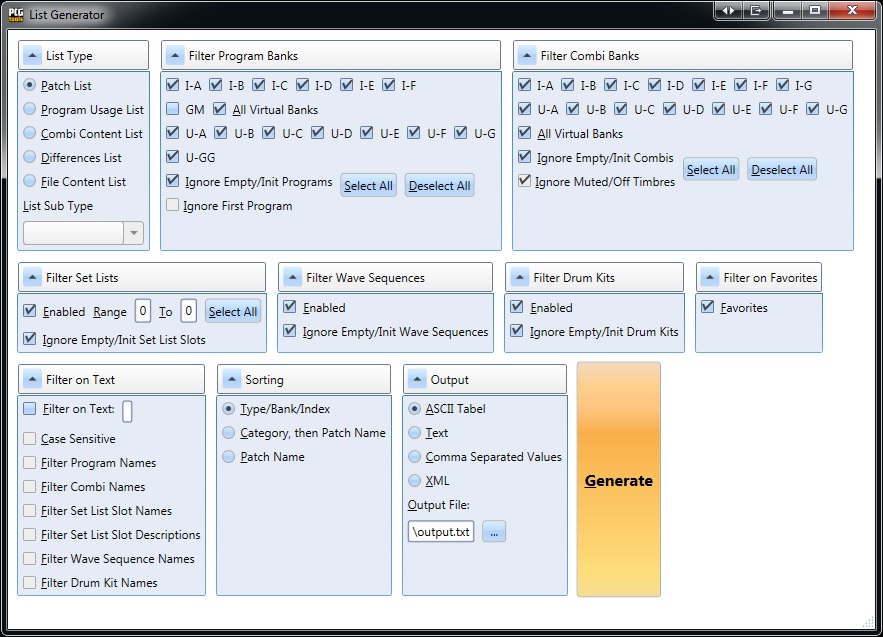 PCG TOOLS List Generator
List Type
Patch List
Program Usage List
Combi Content List
Differences List
File Content List
List Sub Type
Filter Program Banks
I-A I-B I-C I-D I-E I-F
GM All Virtual Banks
U-A U-B U-C U-D U-E U-F U-G
U-GG
Ignore Empty/Init Programs Select All Deselect All
Ignore First Program
Filter Combi Banks
I-A I-B I-C I-D I-E I-F I-G
U-A U-B U-C U-D U-E U-F U-G
All Virtual Banks
Ignore Empty/Init Combis
Select All Deselect All
Ignore Muted/Off Timbres
Filter Set Lists
Enabled Range 0 To 0 Select All
Ignore Empty/Init Set List Slots
Filter Wave Sequences
Enabled
Ignore Empty/Init Wave Sequences
Filter Drum Kits
Enabled
Ignore Empty/Init Drum Kits
Filter on Favorites
Favorites
Filter on Text
Filter on Text:
Case Sensitive
Filter Program Names
Filter Combi Names
Filter Set List Slot Names
Filter Set List Slot Descriptions
Filter Wave Sequence Names
Filter Drum Kit Names
Sorting
Type/Bank/Index
Category, then Patch Name
Patch Name
Output
ASCII Tabel
Text
Comma Separated Values
XML
Output File:
\output.txt ...
Generate